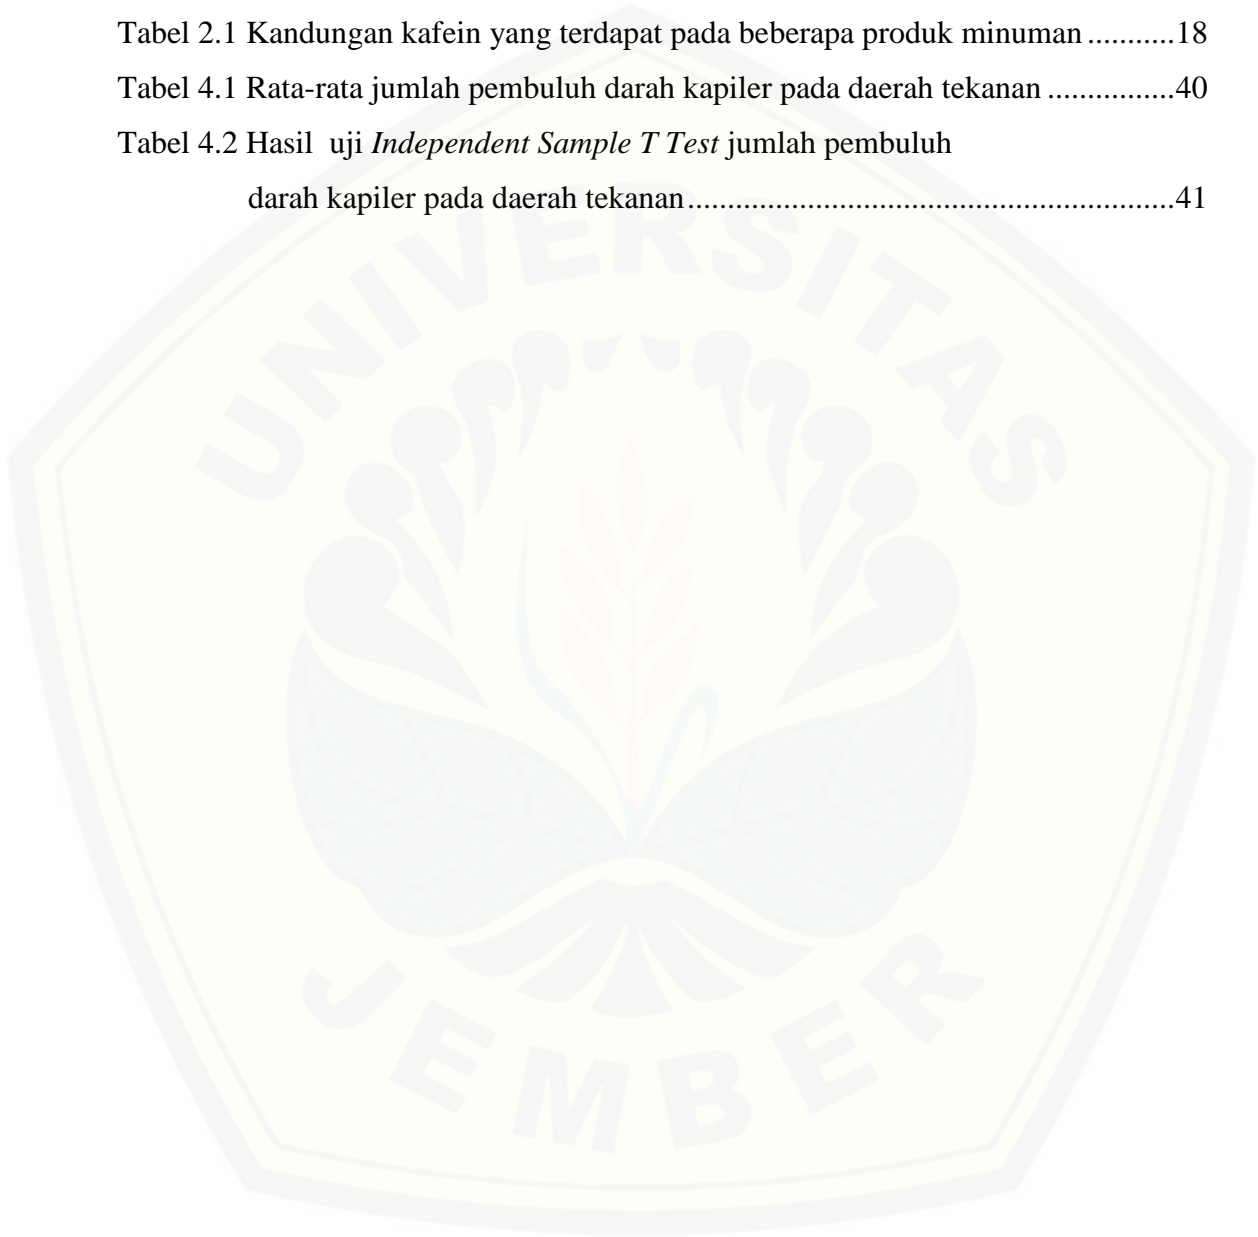 Tabel 2.1 Kandungan kafein yang terdapat pada beberapa produk minuman ...........18
Tabel 4.1 Rata-rata jumlah pembuluh darah kapiler pada daerah tekanan ................40
Tabel 4.2 Hasil uji Independent Sample T Test jumlah pembuluh
darah kapiler pada daerah tekanan.....................................................41
UNIVERSITAS
JEMBER